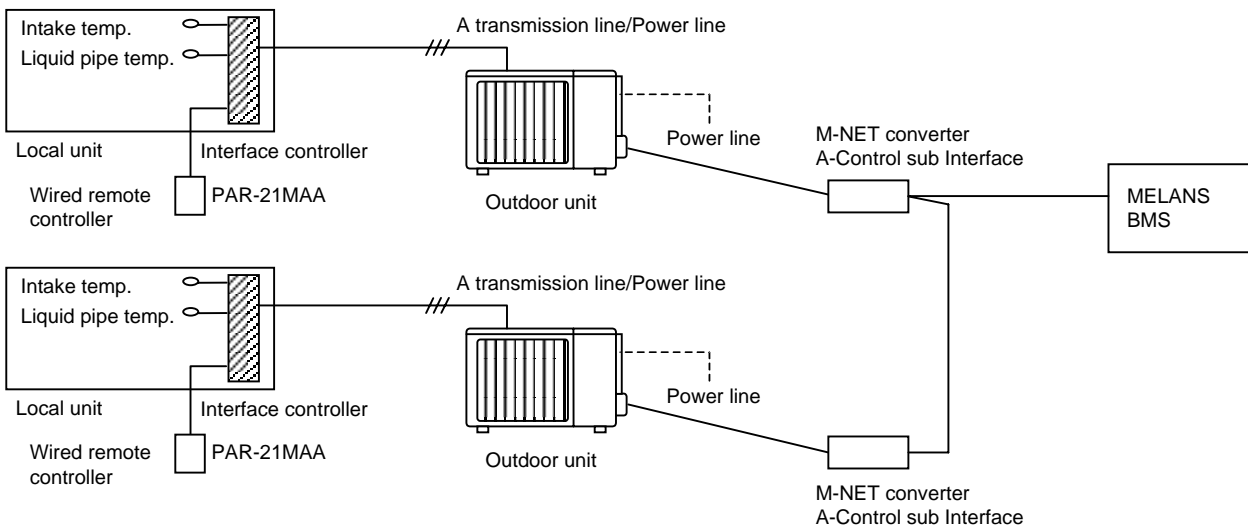 Intake temp.
Liquid pipe temp.
A transmission line/Power line
Power line
M-NET converter
A-Control sub Interface
MELANS
BMS
Local unit
Interface controller
Wired remote
controller
PAR-21MAA
Outdoor unit
Intake temp.
Liquid pipe temp.
A transmission line/Power line
Power line
Local unit
Interface controller
Wired remote
controller
PAR-21MAA
Outdoor unit
M-NET converter
A-Control sub Interface